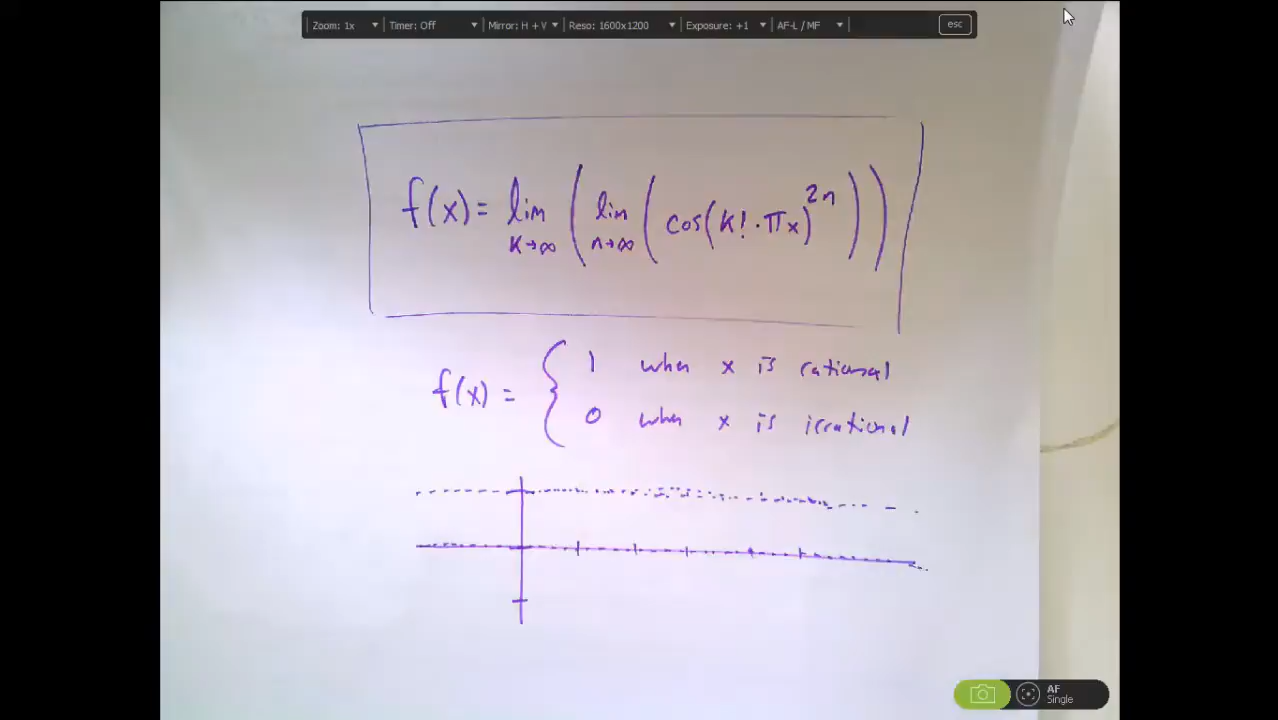 Zoom: 1x Timer: Off Mirror: H + V Reso: 1600x1200 Exposure: +1 AF-L / MF esc
f(x) = lim k→∞ ( lim n→∞ ( cos(k! · πx)^2n ) )
f(x) = { 1 when x is rational
0 when x is irrational
AF
Single